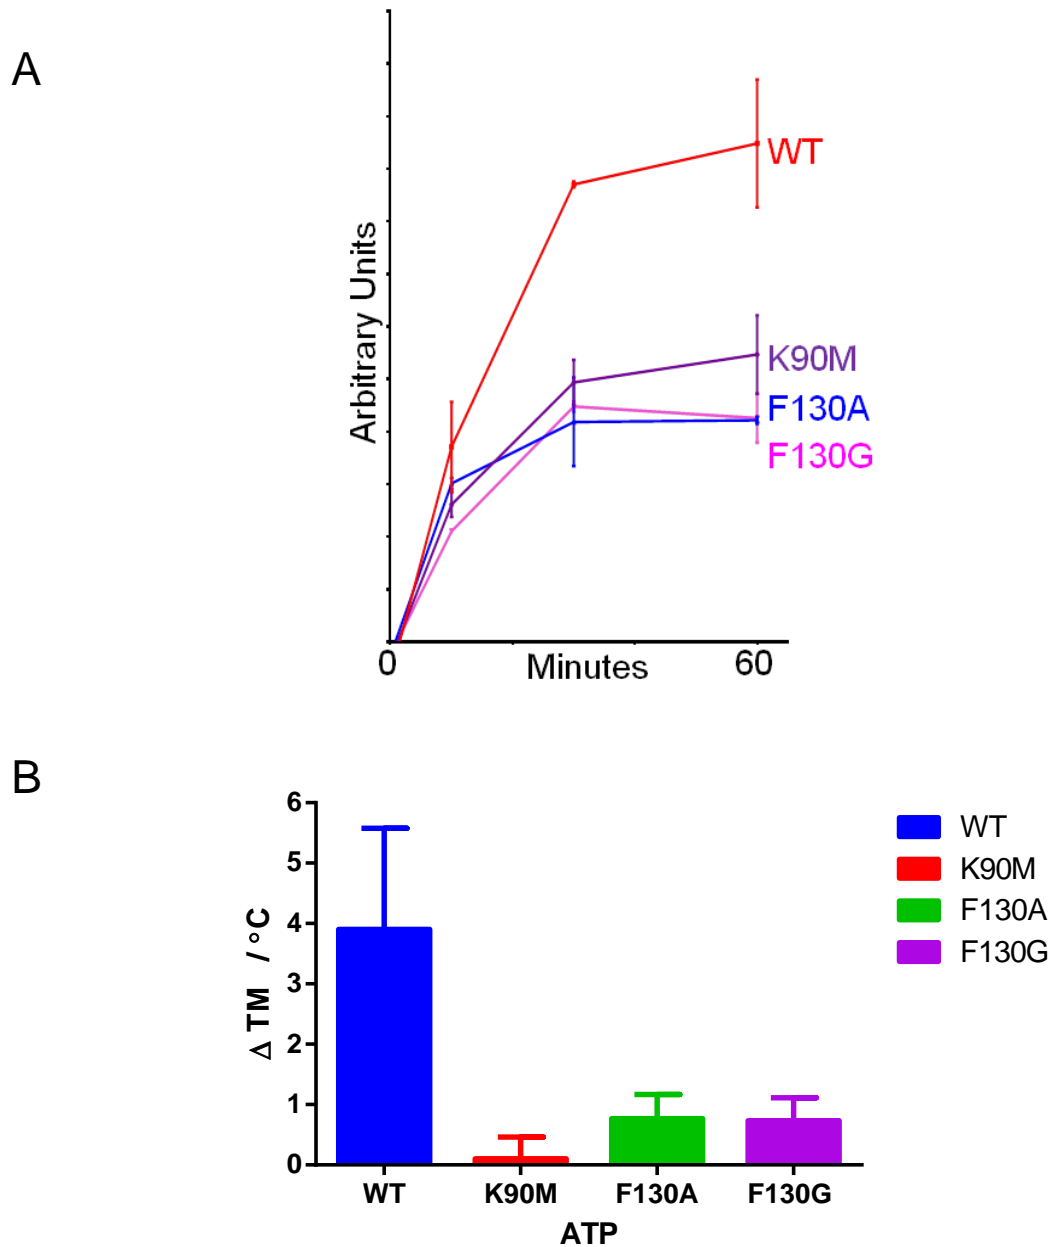 A
Arbitrary Units
WT
K90M
F130A
F130G
0
Minutes
60
B
Δ TM / °C
6
5
4
3
2
1
0
WT
K90M
F130A
F130G
ATP
WT
K90M
F130A
F130G